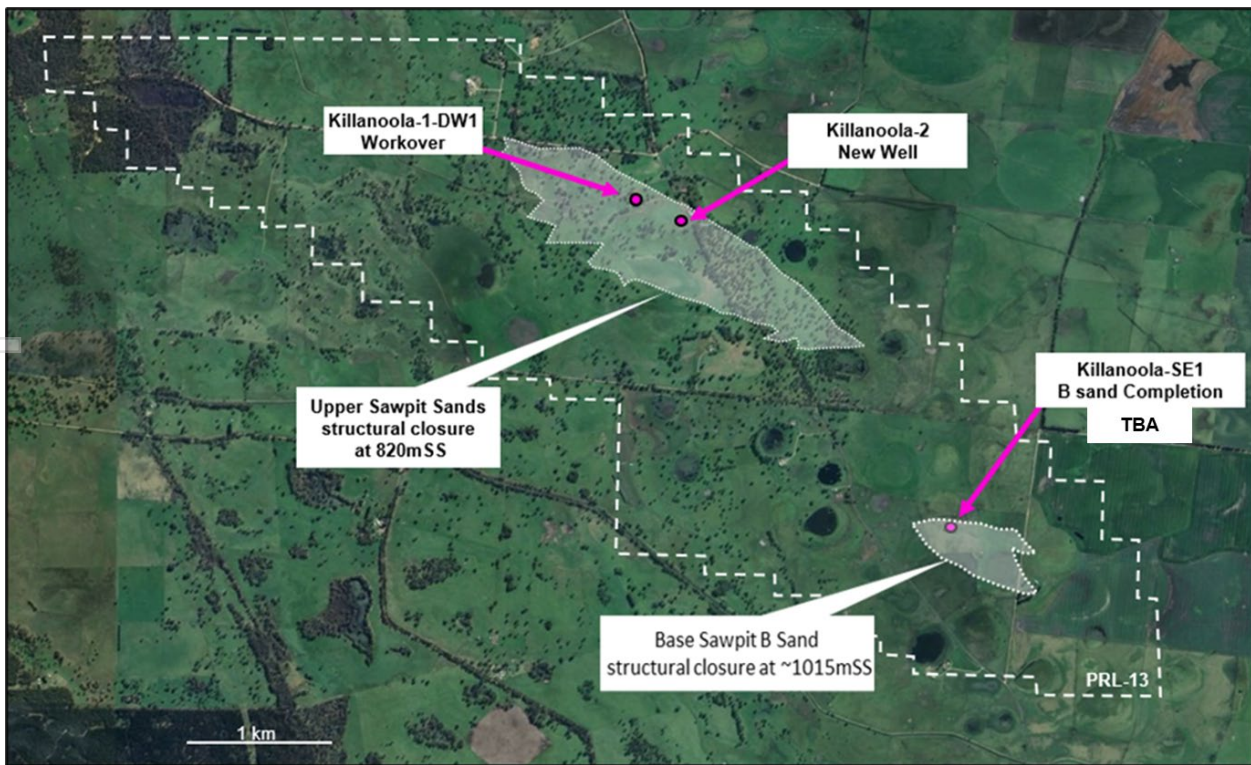 Killanoola-1-DW1
Workover
Killanoola-2
New Well
Killanoola-SE1
B sand Completion
TBA
Upper Sawpit Sands
structural closure
at 820mSS
Base Sawpit B Sand
structural closure at ~1015mSS
PRL-13
1 km